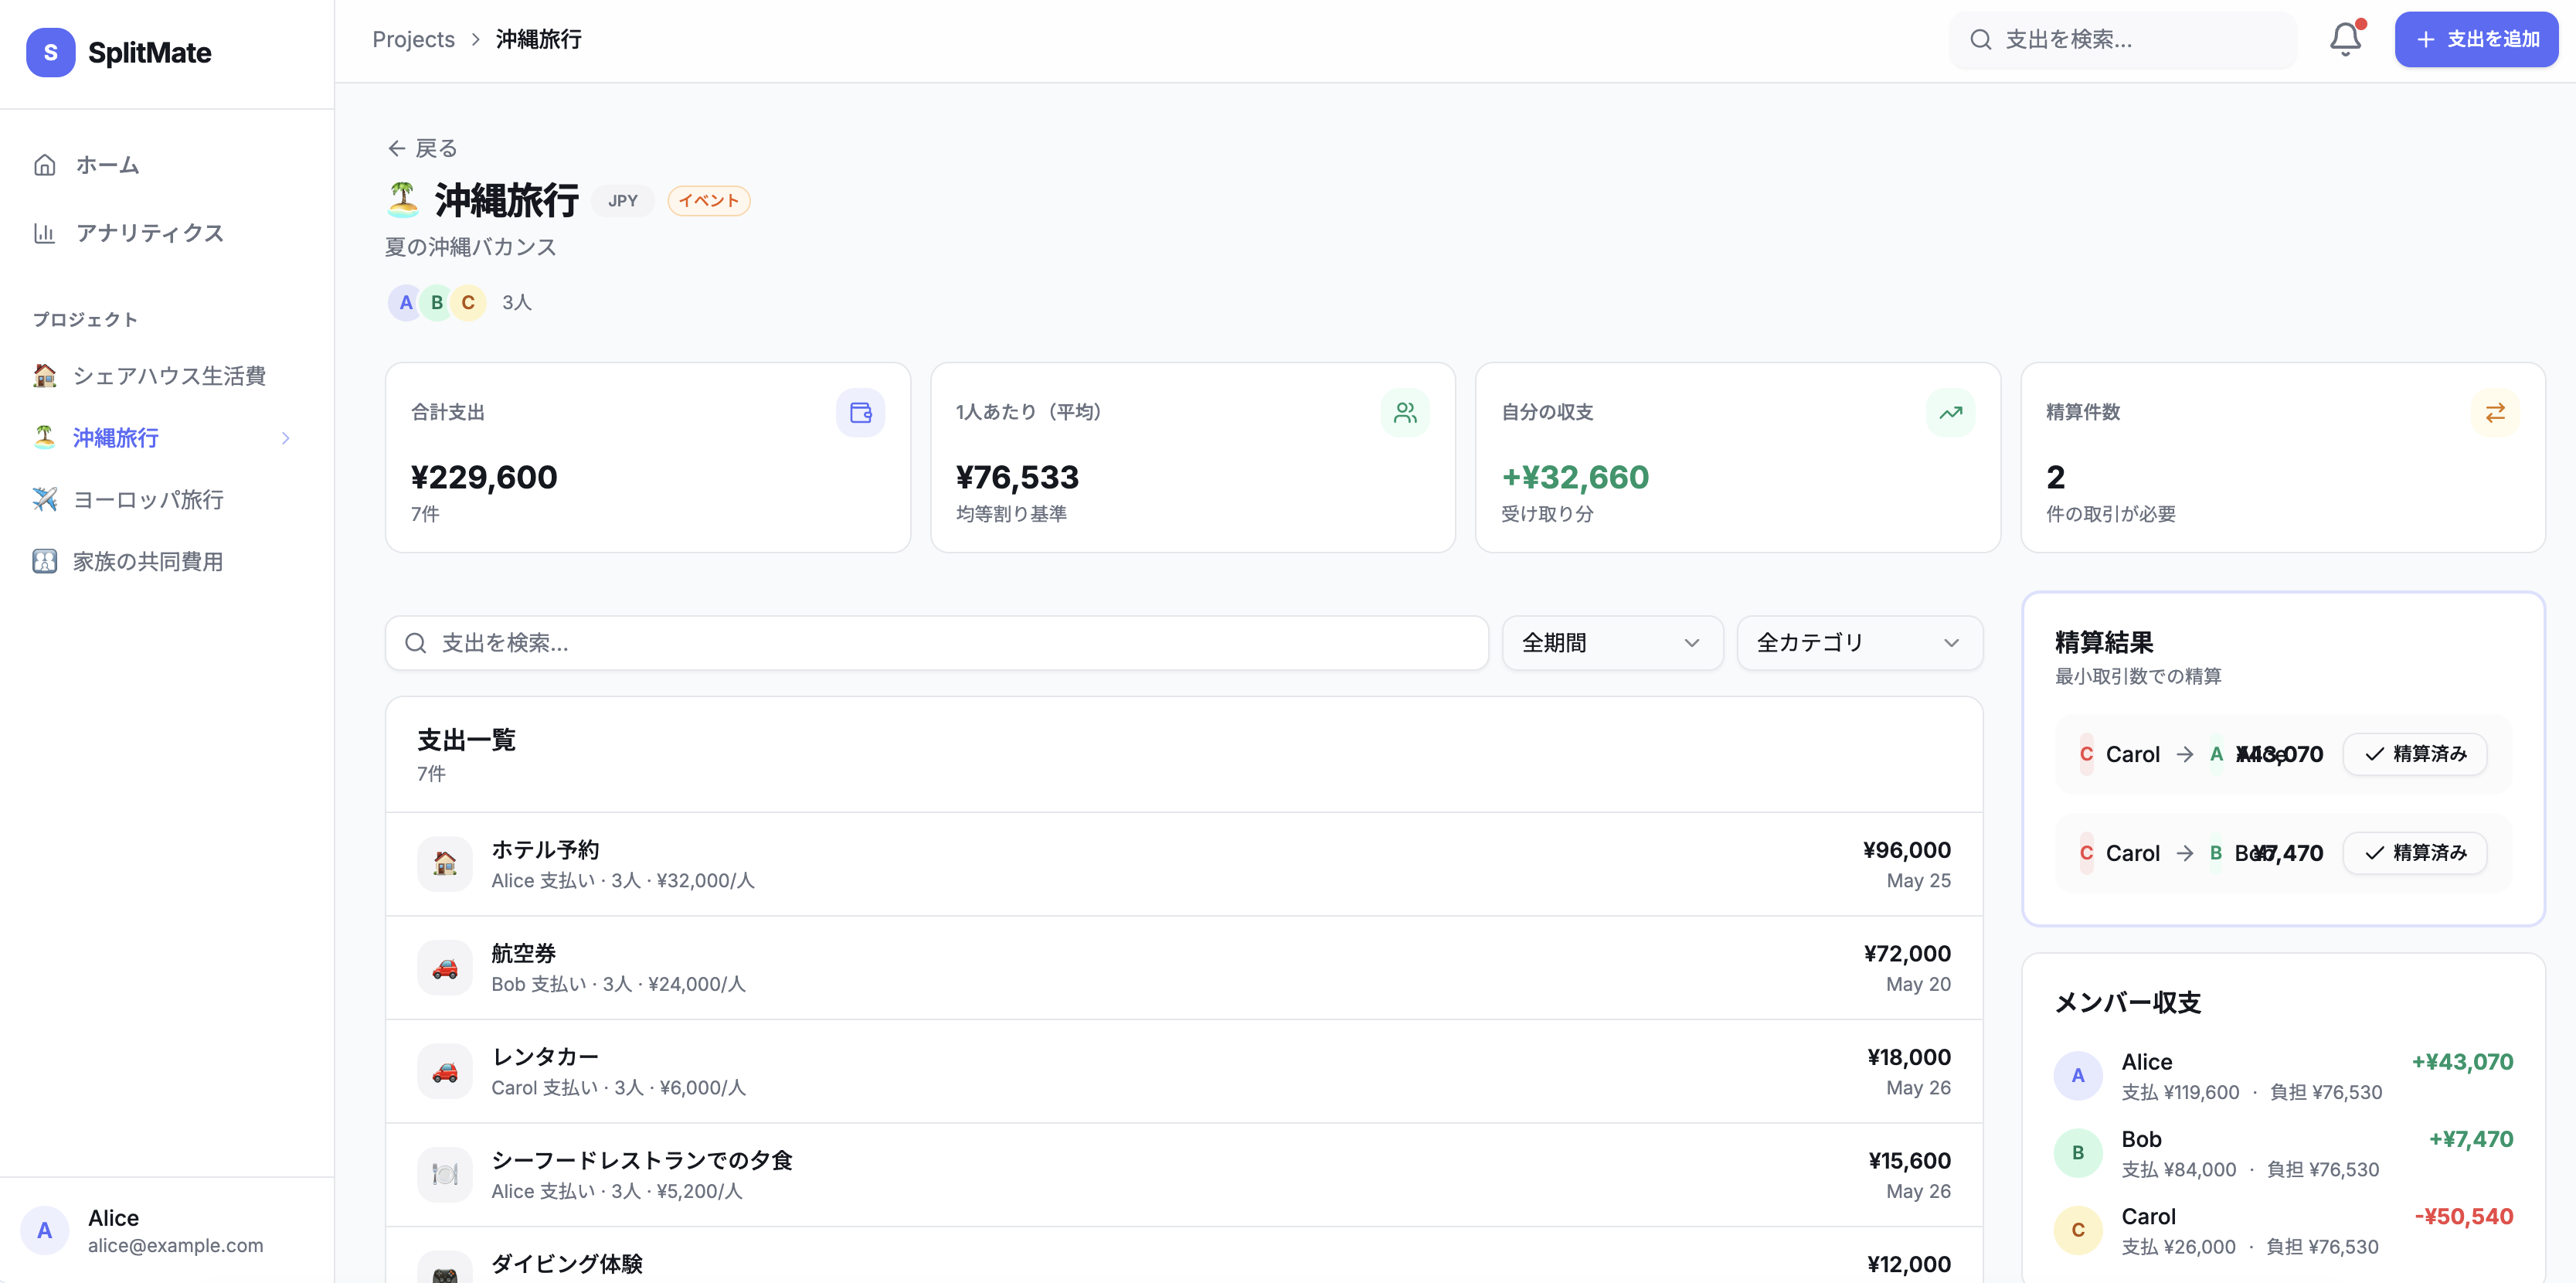 S SplitMate
ホーム
アナリティクス
プロジェクト
シェアハウス生活費
沖縄旅行
ヨーロッパ旅行
家族の共同費用
A Alice
alice@example.com
Projects > 沖縄旅行
支出を検索...
+ 支出を追加
← 戻る
沖縄旅行 JPY イベント
夏の沖縄バカンス
A B C 3人
合計支出
¥229,600
7件
1人あたり（平均）
¥76,533
均等割り基準
自分の収支
+¥32,660
受け取り分
精算件数
2
件の取引が必要
支出を検索...
全期間
全カテゴリ
支出一覧
7件
ホテル予約 ¥96,000
Alice 支払い · 3人 · ¥32,000/人 May 25
航空券 ¥72,000
Bob 支払い · 3人 · ¥24,000/人 May 20
レンタカー ¥18,000
Carol 支払い · 3人 · ¥6,000/人 May 26
シーフードレストランでの夕食 ¥15,600
Alice 支払い · 3人 · ¥5,200/人 May 26
ダイビング体験 ¥12,000
精算結果
最小取引数での精算
C Carol → A Alice ¥43,070 ✓ 精算済み
C Carol → B Bob ¥7,470 ✓ 精算済み
メンバー収支
A Alice +¥43,070
支払 ¥119,600 · 負担 ¥76,530
B Bob +¥7,470
支払 ¥84,000 · 負担 ¥76,530
C Carol -¥50,540
支払 ¥26,000 · 負担 ¥76,530